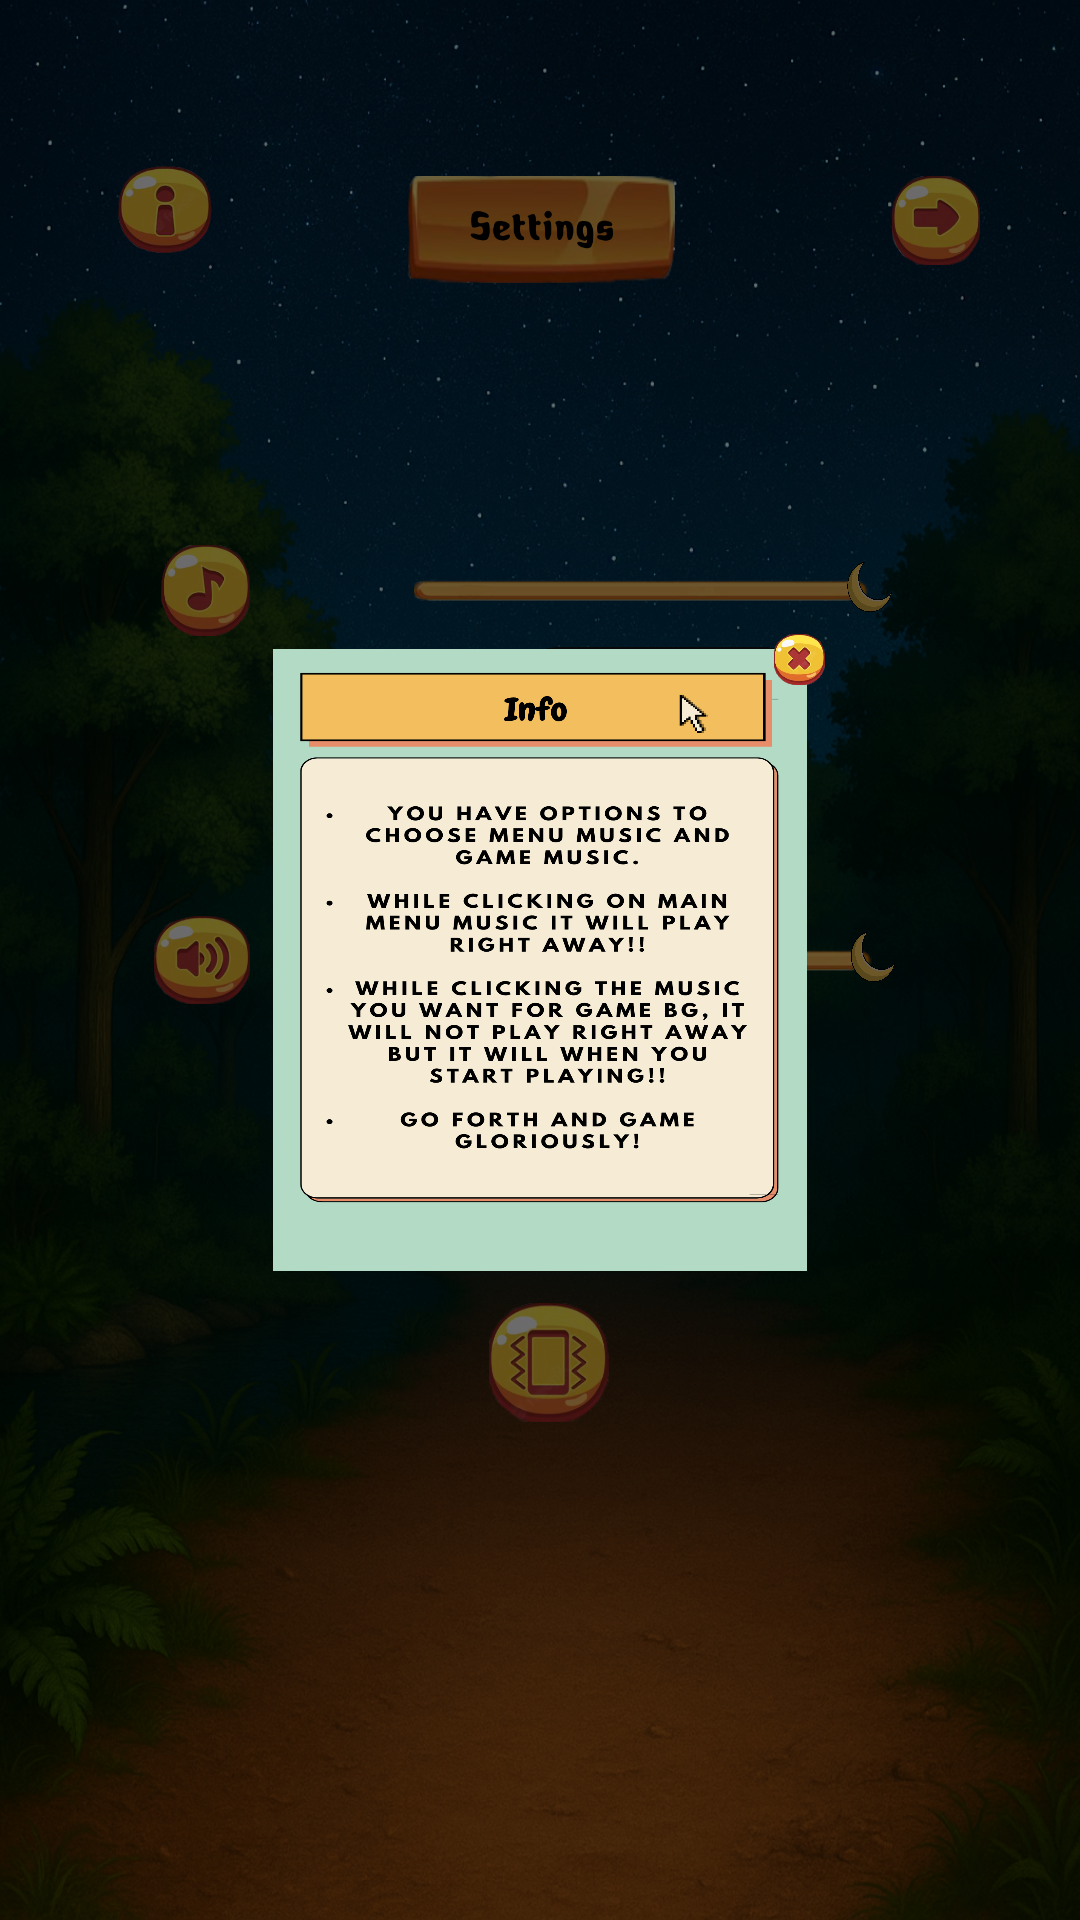 Settings
Info
• YOU HAVE OPTIONS TO
CHOOSE MENU MUSIC AND
GAME MUSIC.
• WHILE CLICKING ON MAIN
MENU MUSIC IT WILL PLAY
RIGHT AWAY!!
• WHILE CLICKING THE MUSIC
YOU WANT FOR GAME BG, IT
WILL NOT PLAY RIGHT AWAY
BUT IT WILL WHEN YOU
START PLAYING!!
• GO FORTH AND GAME
GLORIOUSLY!